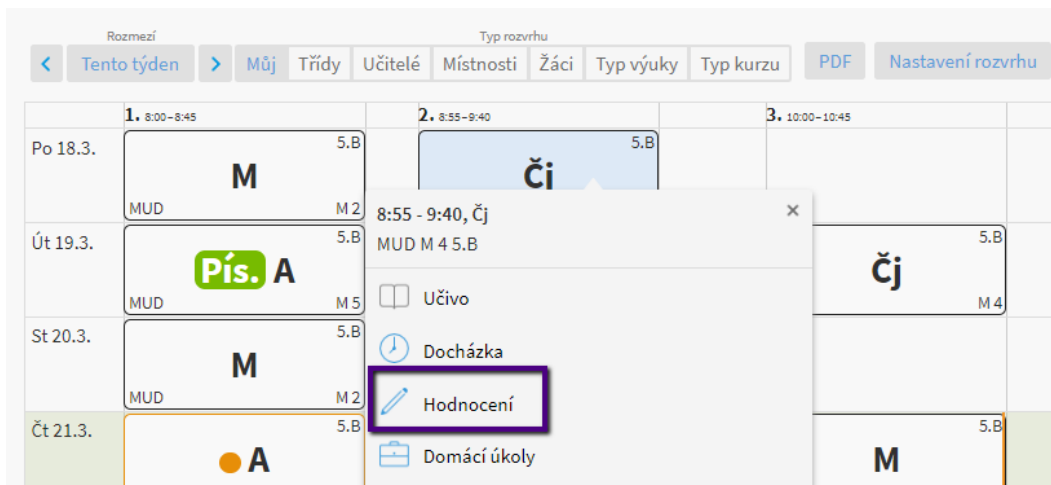 Rozmezí
Typ rozvrhu
Tento týden Můj Třídy Učitelé Místnosti Žáci Typ výuky Typ kurzu PDF Nastavení rozvrhu
1. 8:00–8:45 2. 8:55–9:40 3. 10:00–10:45
Po 18.3.
5.B
M
MUD M 2
5.B
Čj
8:55 - 9:40, Čj ×
MUD M 4 5.B
Učivo
Docházka
Hodnocení
Domácí úkoly
Út 19.3.
5.B
Pís. A
MUD M 5
5.B
Čj
M 4
St 20.3.
5.B
M
MUD M 2
Čt 21.3.
5.B
A
5.B
M